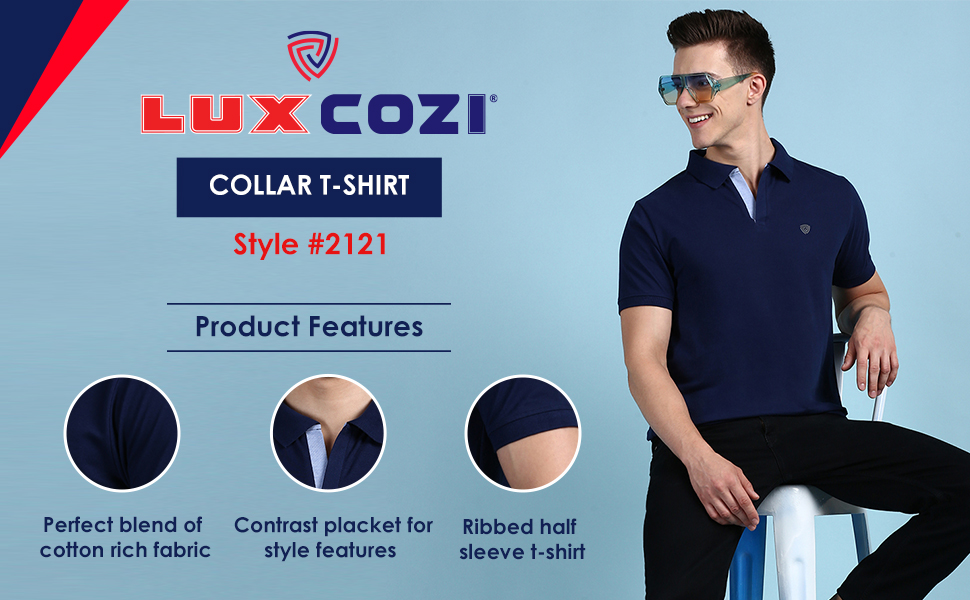 LUX COZI®
COLLAR T-SHIRT
Style #2121
Product Features
Perfect blend of
cotton rich fabric
Contrast placket for
style features
Ribbed half
sleeve t-shirt